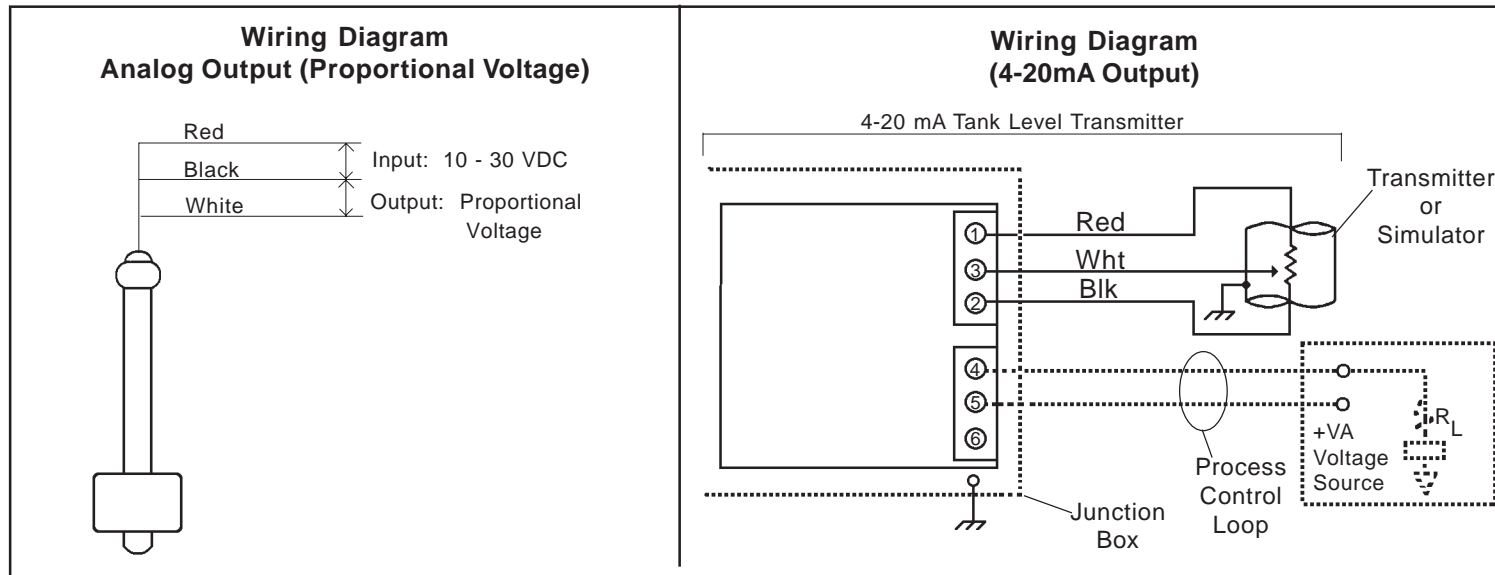 Wiring Diagram
Analog Output (Proportional Voltage)
Red
Black
White
Input: 10 - 30 VDC
Output: Proportional
Voltage
Wiring Diagram
(4-20mA Output)
4-20 mA Tank Level Transmitter
Transmitter
or
Simulator
1
Red
3
Wht
2
Blk
4
5
6
+VA
Voltage
Source
RL
Process
Control
Loop
Junction
Box